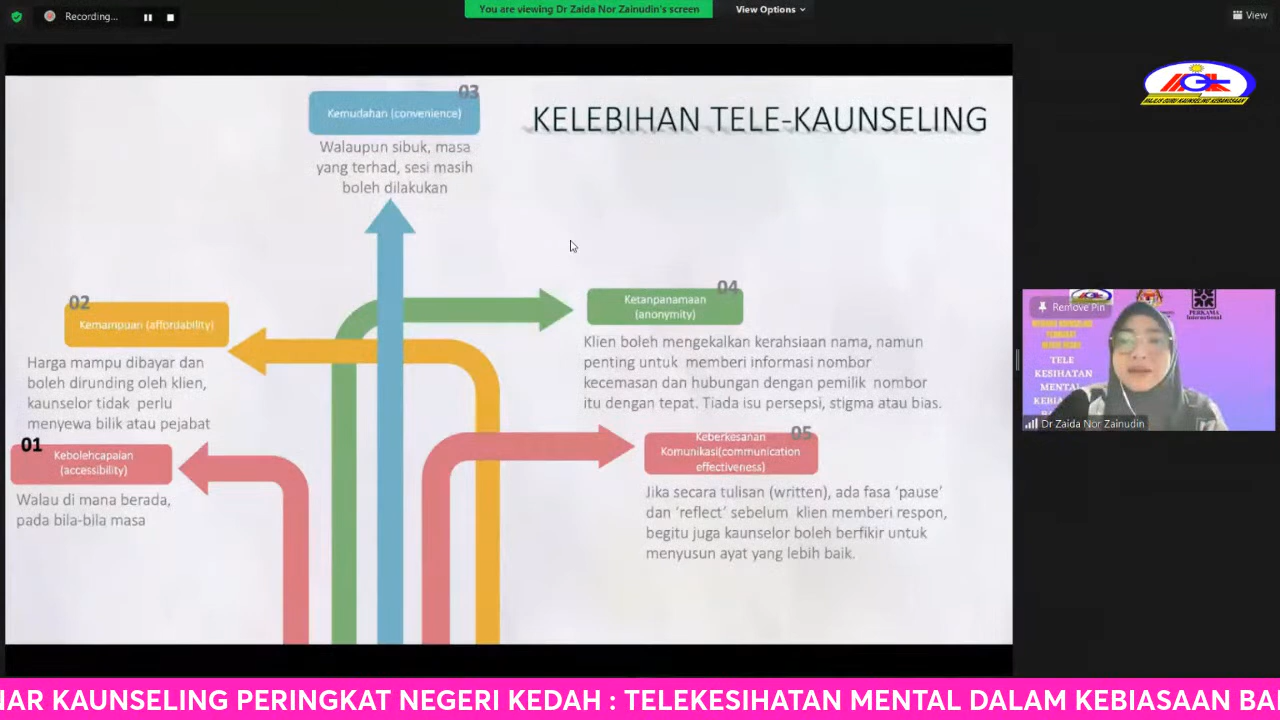 Recording...
You are viewing Dr Zaida Nor Zainudin's screen
View Options
View
KELEBIHAN TELE-KAUNSELING
03
Kemudahan (convenience)
Walaupun sibuk, masa
yang terhad, sesi masih
boleh dilakukan
02
Kemampuan (affordability)
Harga mampu dibayar dan
boleh dirunding oleh klien,
kaunselor tidak perlu
menyewa bilik atau pejabat
01
Kebolehcapaian
(accessibility)
Walau di mana berada,
pada bila-bila masa
04
Ketanpanamaan
(anonymity)
Klien boleh mengekalkan kerahsiaan nama, namun
penting untuk memberi informasi nombor
kecemasan dan hubungan dengan pemilik nombor
itu dengan tepat. Tiada isu persepsi, stigma atau bias.
05
Keberkesanan
Komunikasi(communication
effectiveness)
Jika secara tulisan (written), ada fasa ‘pause’
dan ‘reflect’ sebelum klien memberi respon,
begitu juga kaunselor boleh berfikir untuk
menyusun ayat yang lebih baik.
MAJLIS GURU KAUNSELING KEBANGSAAN
Remove Pin
PERKAMA
International
TELE
KESIHATAN
MENTAL
Dr Zaida Nor Zainudin
NAR KAUNSELING PERINGKAT NEGERI KEDAH : TELEKESIHATAN MENTAL DALAM KEBIASAAN BA